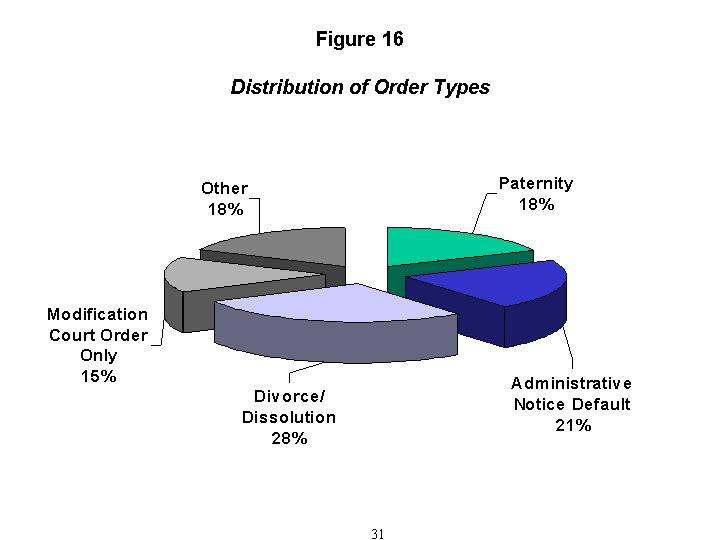 Figure 16
Distribution of Order Types
Other
18%
Paternity
18%
Modification
Court Order
Only
15%
Divorce/
Dissolution
28%
Administrative
Notice Default
21%
31